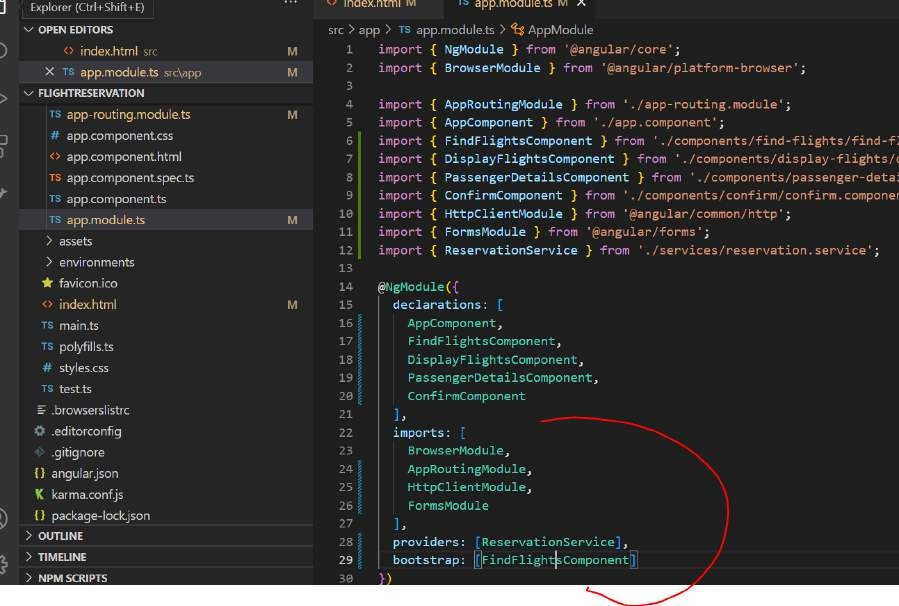 Explorer (Ctrl+Shift+E)
OPEN EDITORS
index.html src M
TS app.module.ts src\app M
FLIGHTRESERVATION
TS app-routing.module.ts M
# app.component.css
<> app.component.html
TS app.component.spec.ts
TS app.component.ts
TS app.module.ts M
assets
environments
favicon.ico
<> index.html M
TS main.ts
TS polyfills.ts
# styles.css
TS test.ts
.browserslistrc
.editorconfig
.gitignore
{} angular.json
K karma.conf.js
{} package-lock.json
OUTLINE
TIMELINE
NPM SCRIPTS
index.html M
TS app.module.ts M X
src > app > TS app.module.ts > AppModule
1 import { NgModule } from '@angular/core';
2 import { BrowserModule } from '@angular/platform-browser';
3
4 import { AppRoutingModule } from './app-routing.module';
5 import { AppComponent } from './app.component';
6 import { FindFlightsComponent } from './components/find-flights/find-fl
7 import { DisplayFlightsComponent } from './components/display-flights/
8 import { PassengerDetailsComponent } from './components/passenger-detai
9 import { ConfirmComponent } from './components/confirm/confirm.componen
10 import { HttpClientModule } from '@angular/common/http';
11 import { FormsModule } from '@angular/forms';
12 import { ReservationService } from './services/reservation.service';
13
14 @NgModule({
15 declarations: [
16 AppComponent,
17 FindFlightsComponent,
18 DisplayFlightsComponent,
19 PassengerDetailsComponent,
20 ConfirmComponent
21 ],
22 imports: [
23 BrowserModule,
24 AppRoutingModule,
25 HttpClientModule,
26 FormsModule
27 ],
28 providers: [ReservationService],
29 bootstrap: [FindFlightsComponent]
30 })